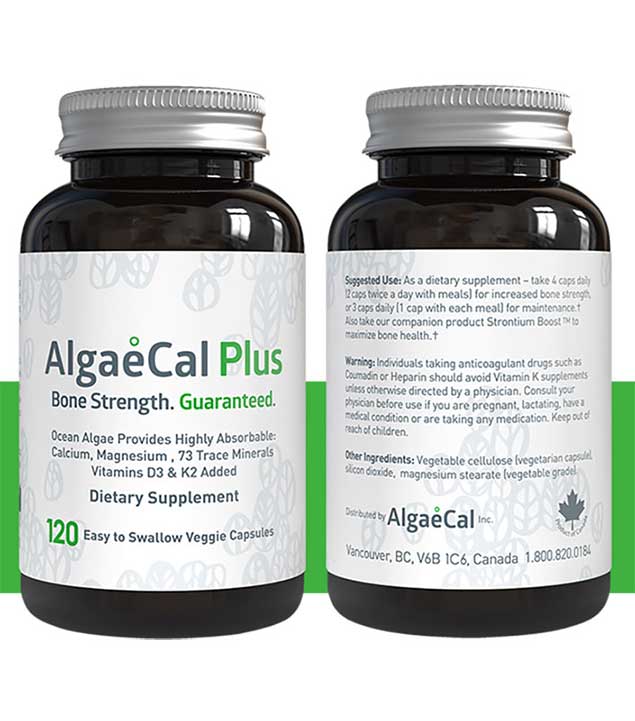 AlgaeCal Plus
Bone Strength. Guaranteed.
Ocean Algae Provides Highly Absorbable:
Calcium, Magnesium , 73 Trace Minerals
Vitamins D3 & K2 Added
Dietary Supplement
120 Easy to Swallow Veggie Capsules
Suggested Use: As a dietary supplement – take 4 caps daily
(2 caps twice a day with meals) for increased bone strength,
or 3 caps daily (1 cap with each meal) for maintenance.†
Also take our companion product Strontium Boost ™ to
maximize bone health.†
Warning: Individuals taking anticoagulant drugs such as
Coumadin or Heparin should avoid Vitamin K supplements
unless otherwise directed by a physician. Consult your
physician before use if you are pregnant, lactating, have a
medical condition or are taking any medication. Keep out of
reach of children.
Other Ingredients: Vegetable cellulose (vegetarian capsule),
silicon dioxide, magnesium stearate (vegetable grade).
Distributed by AlgaeCal Inc.
Product of Canada
Vancouver, BC, V6B 1C6, Canada 1.800.820.0184